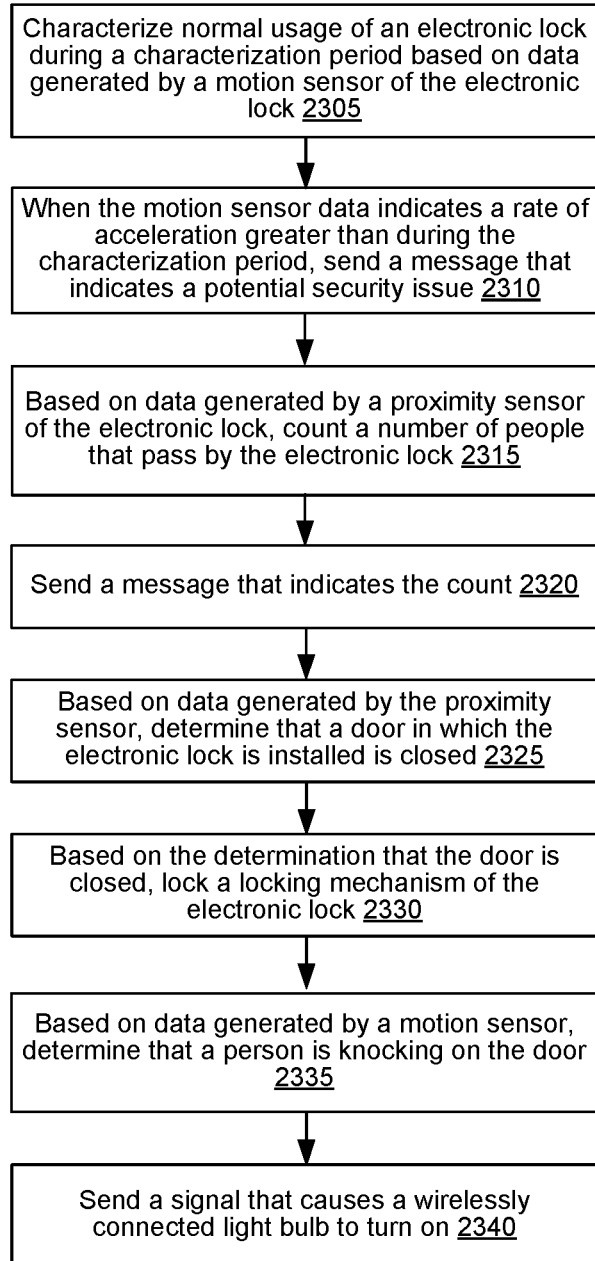 Characterize normal usage of an electronic lock
during a characterization period based on data
generated by a motion sensor of the electronic
lock 2305
When the motion sensor data indicates a rate of
acceleration greater than during the
characterization period, send a message that
indicates a potential security issue 2310
Based on data generated by a proximity sensor
of the electronic lock, count a number of people
that pass by the electronic lock 2315
Send a message that indicates the count 2320
Based on data generated by the proximity
sensor, determine that a door in which the
electronic lock is installed is closed 2325
Based on the determination that the door is
closed, lock a locking mechanism of the
electronic lock 2330
Based on data generated by a motion sensor,
determine that a person is knocking on the door
2335
Send a signal that causes a wirelessly
connected light bulb to turn on 2340